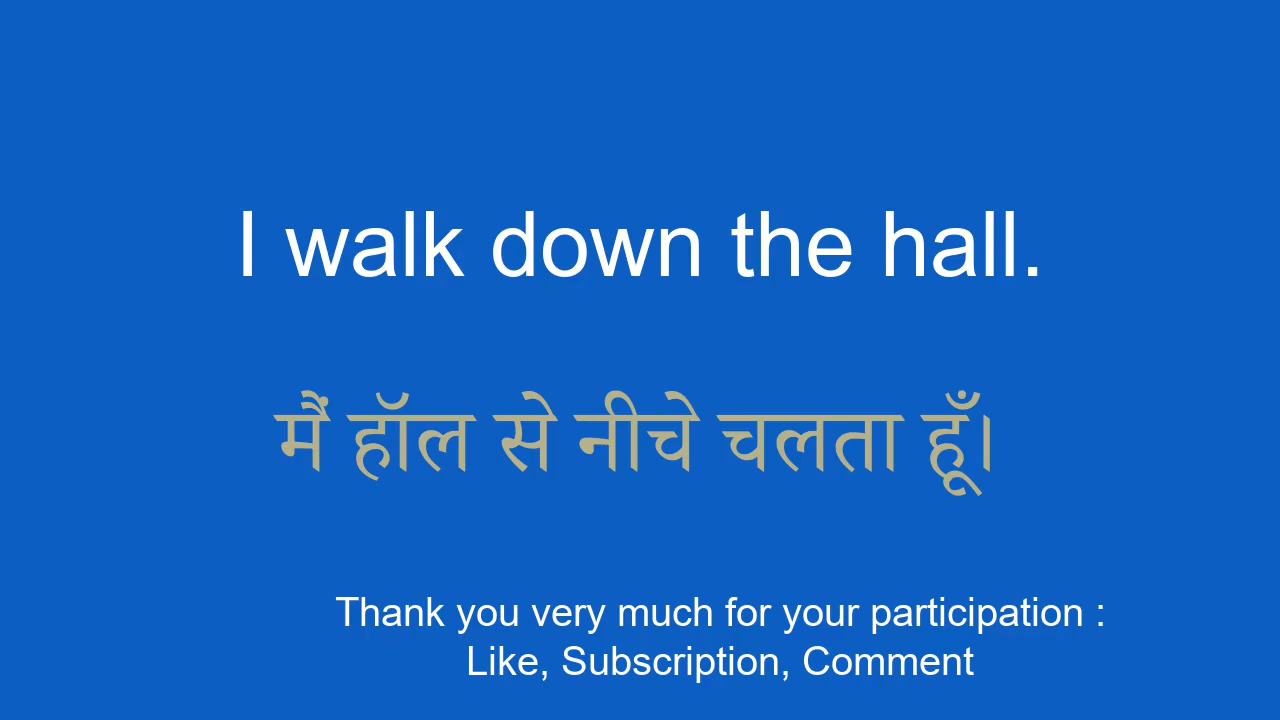 I walk down the hall.
मैं हॉल से नीचे चलता हूँ।
Thank you very much for your participation :
Like, Subscription, Comment